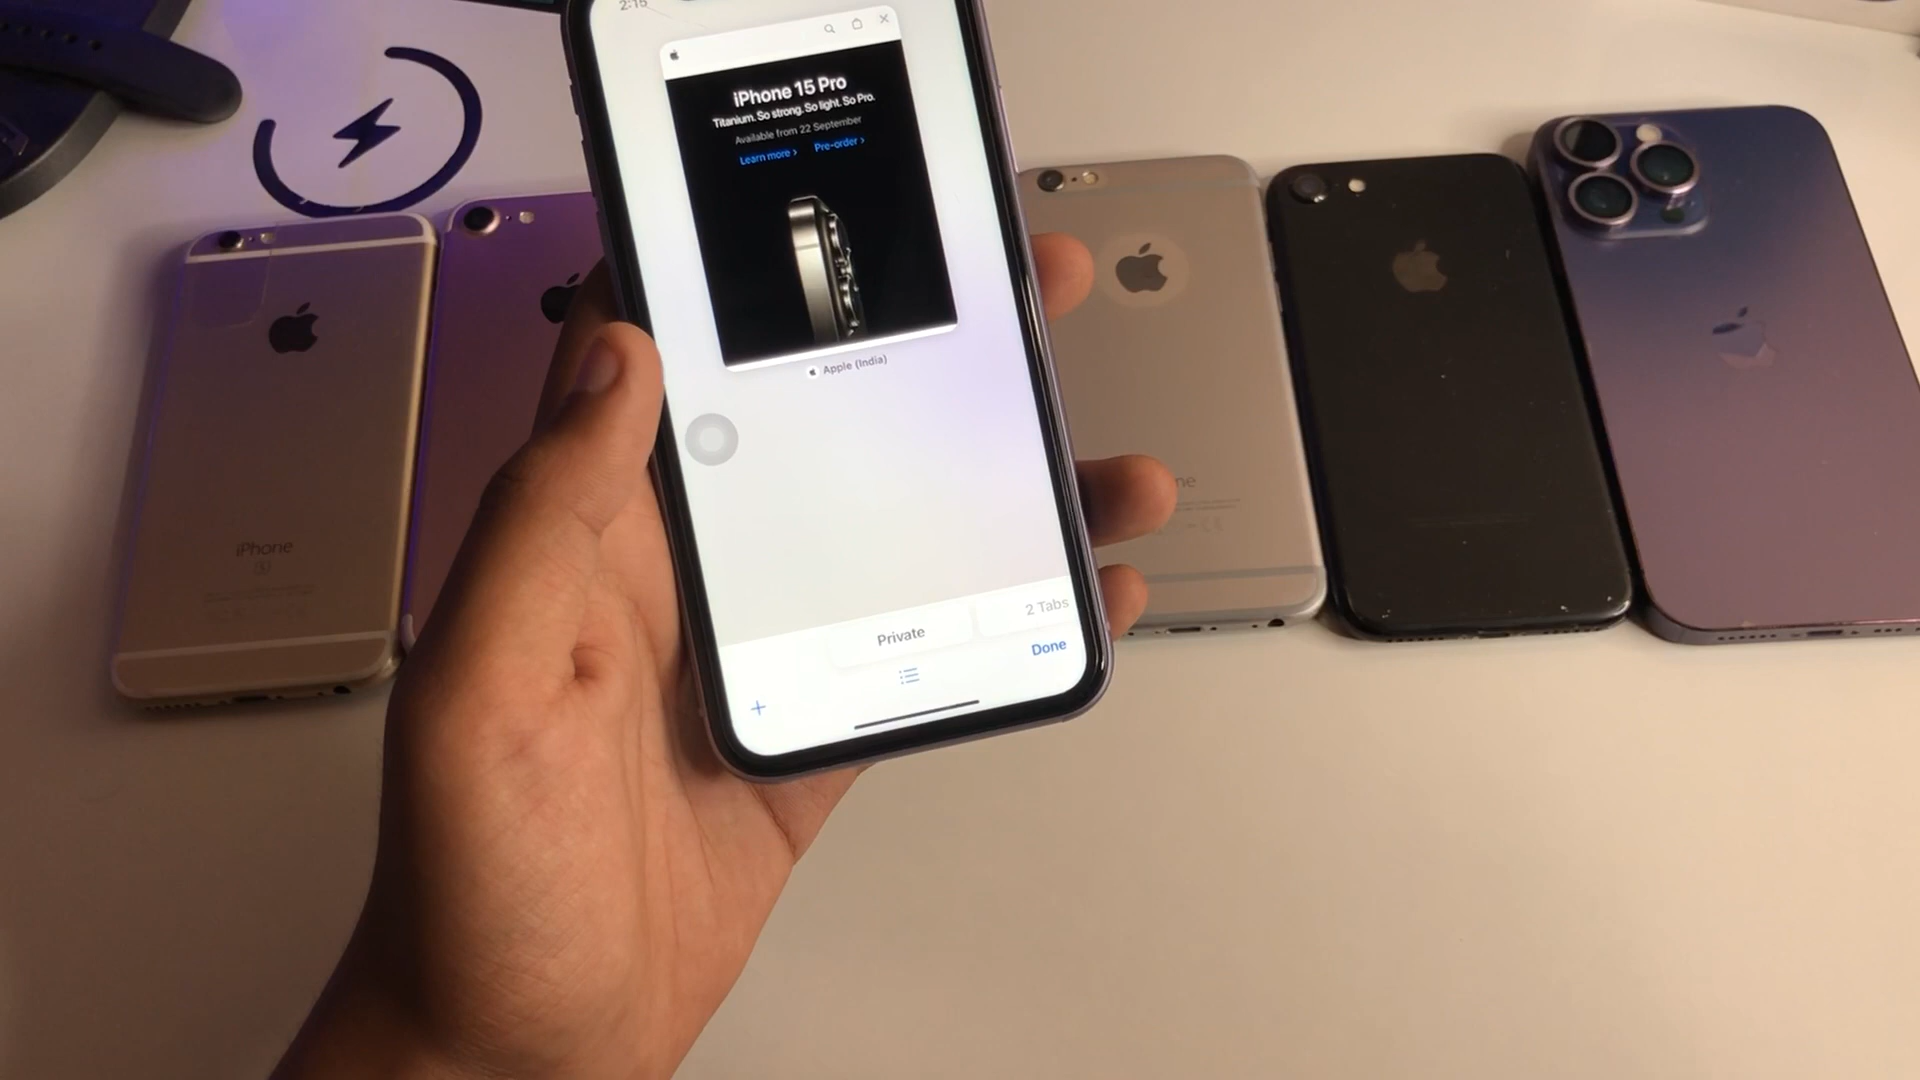 2:15
iPhone 15 Pro
Titanium. So strong. So light. So Pro.
Available from 22 September
Learn more > Pre-order >
Apple (India)
2 Tabs
Private
Done
iPhone
S
ne